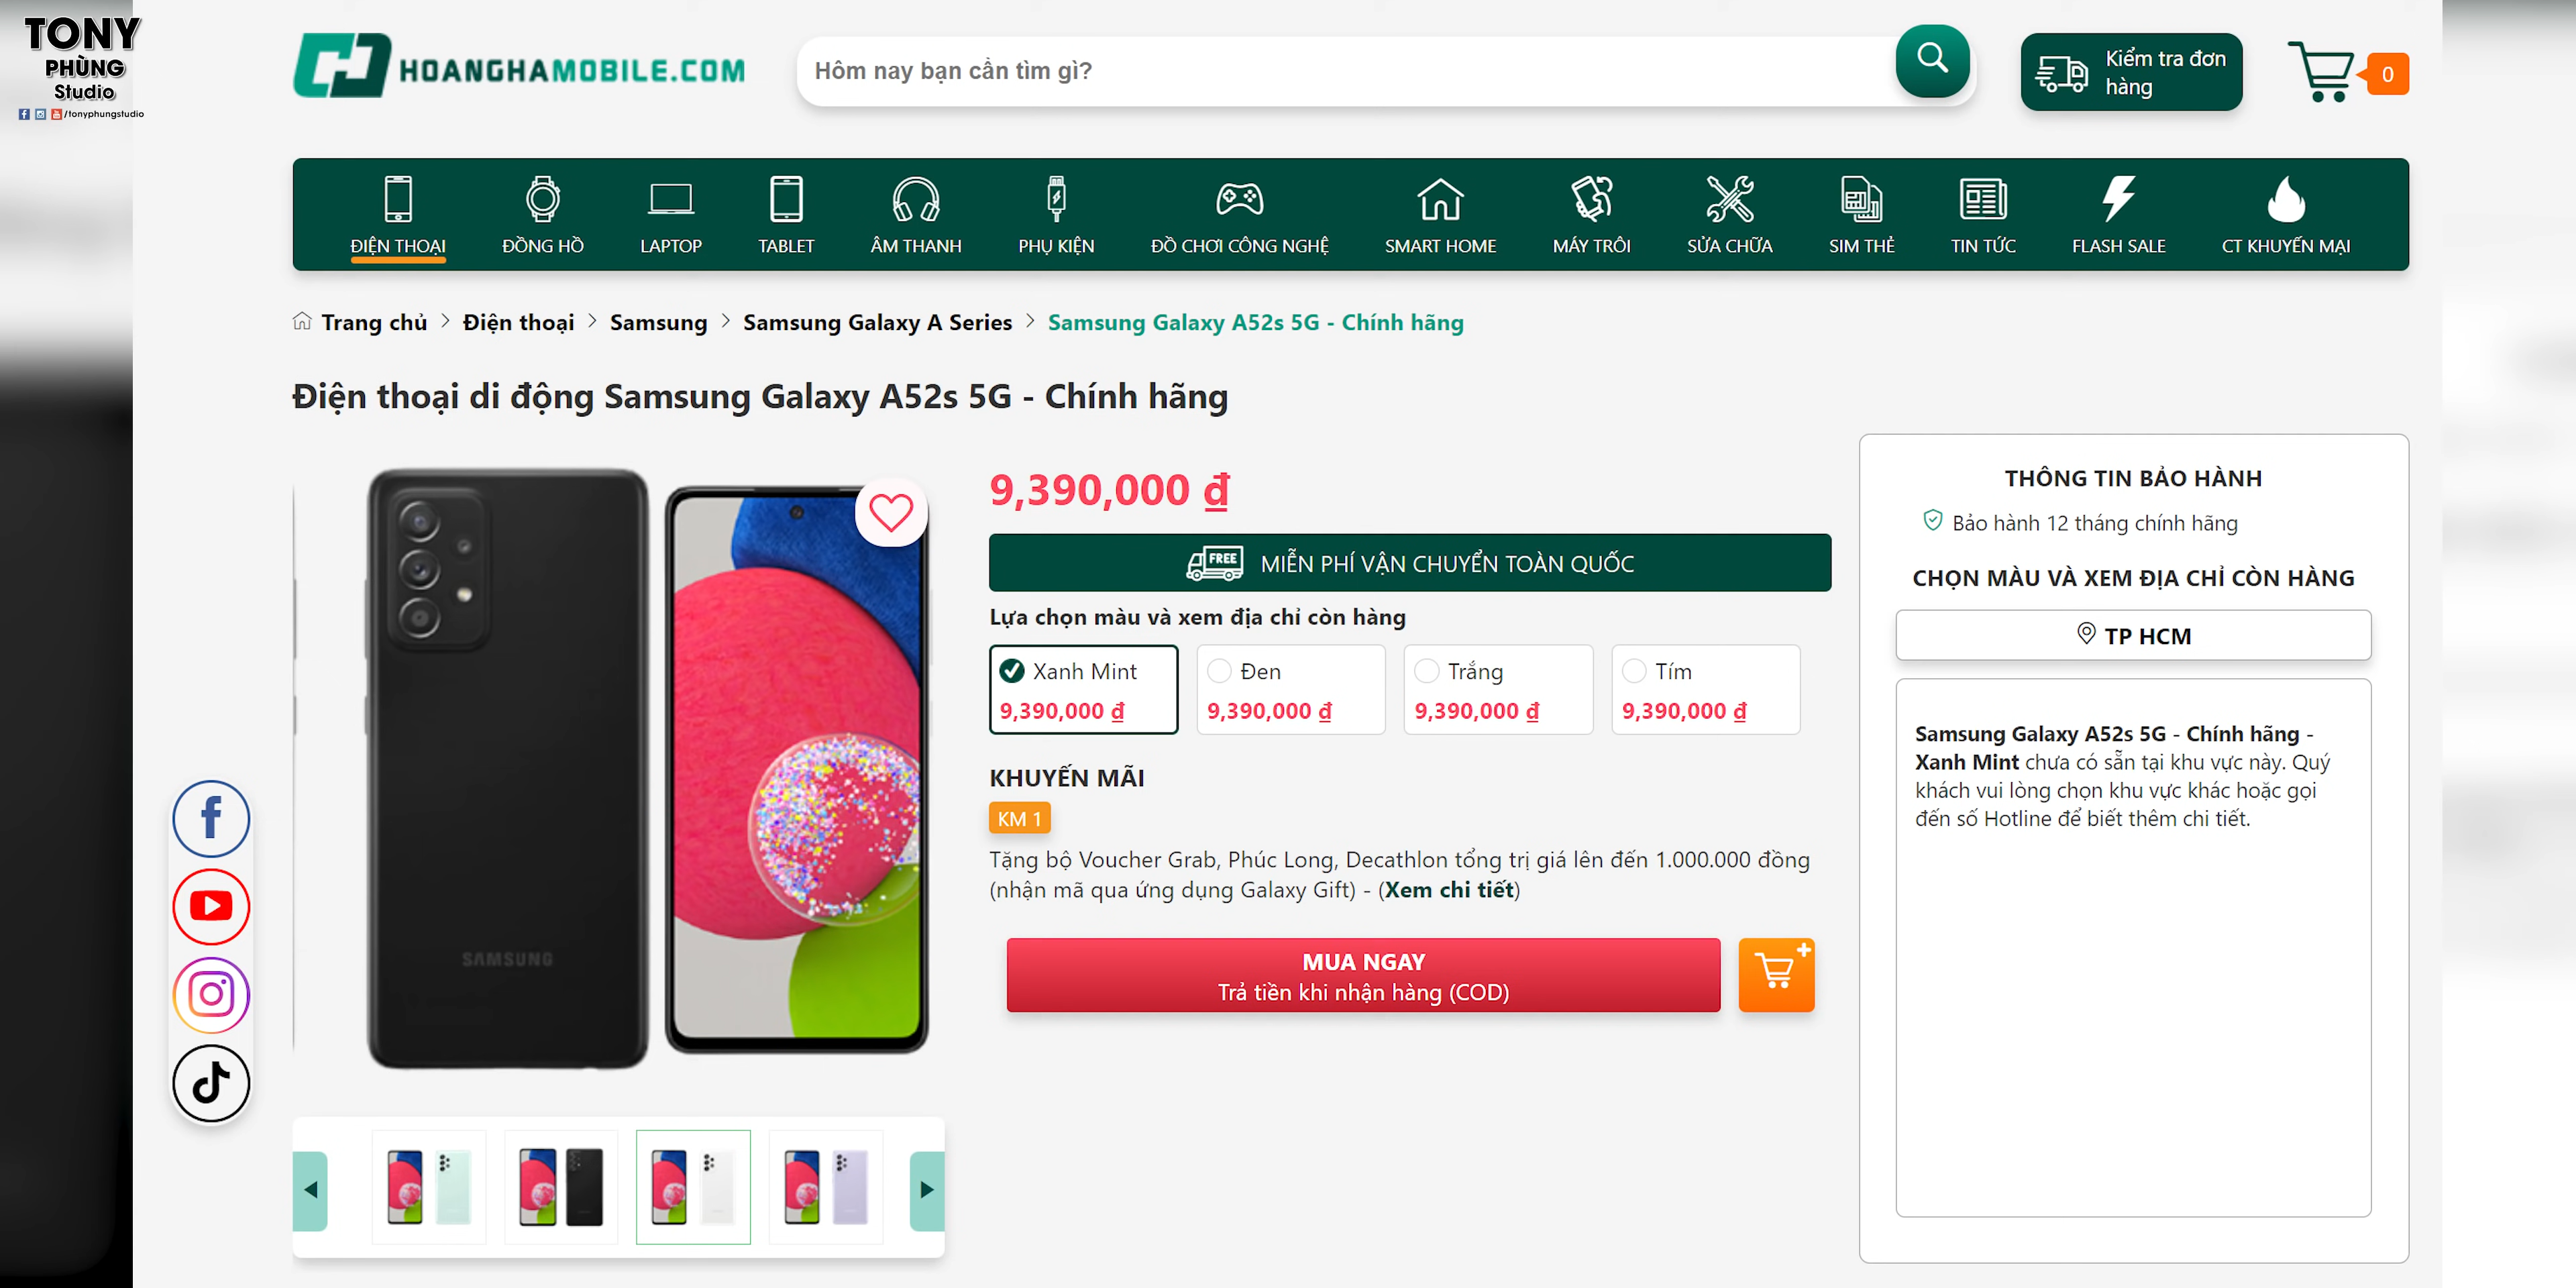 TONY
PHÙNG
Studio
/tonyphungstudio
HOANGHAMOBILE.COM
Hôm nay bạn cần tìm gì?
Kiểm tra đơn
hàng
0
ĐIỆN THOẠI
ĐỒNG HỒ
LAPTOP
TABLET
ÂM THANH
PHỤ KIỆN
ĐỒ CHƠI CÔNG NGHỆ
SMART HOME
MÁY TRÔI
SỬA CHỮA
SIM THẺ
TIN TỨC
FLASH SALE
CT KHUYẾN MẠI
Trang chủ > Điện thoại > Samsung > Samsung Galaxy A Series > Samsung Galaxy A52s 5G - Chính hãng
Điện thoại di động Samsung Galaxy A52s 5G - Chính hãng
SAMSUNG
9,390,000 ₫
FREE MIỄN PHÍ VẬN CHUYỂN TOÀN QUỐC
Lựa chọn màu và xem địa chỉ còn hàng
Xanh Mint
9,390,000 ₫
Đen
9,390,000 ₫
Trắng
9,390,000 ₫
Tím
9,390,000 ₫
KHUYẾN MÃI
KM 1
Tặng bộ Voucher Grab, Phúc Long, Decathlon tổng trị giá lên đến 1.000.000 đồng
(nhận mã qua ứng dụng Galaxy Gift) - (Xem chi tiết)
MUA NGAY
Trả tiền khi nhận hàng (COD)
THÔNG TIN BẢO HÀNH
Bảo hành 12 tháng chính hãng
CHỌN MÀU VÀ XEM ĐỊA CHỈ CÒN HÀNG
TP HCM
Samsung Galaxy A52s 5G - Chính hãng -
Xanh Mint chưa có sẵn tại khu vực này. Quý
khách vui lòng chọn khu vực khác hoặc gọi
đến số Hotline để biết thêm chi tiết.